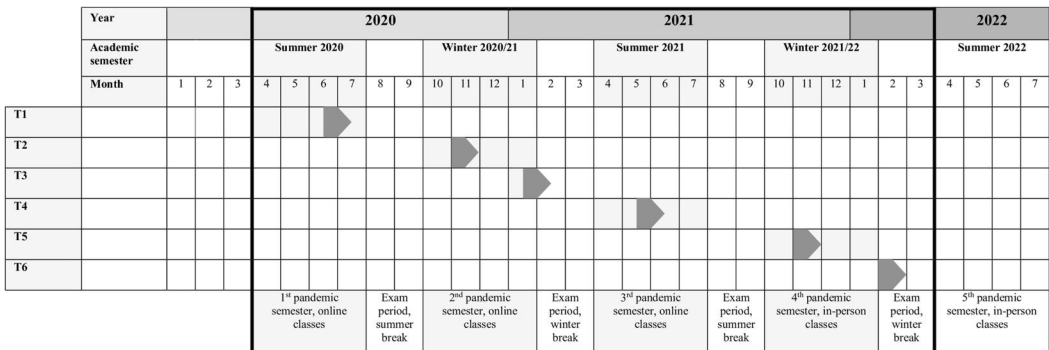 Year 2020 2021 2022
Academic semester Summer 2020 Winter 2020/21 Summer 2021 Winter 2021/22 Summer 2022
Month 1 2 3 4 5 6 7 8 9 10 11 12 1 2 3 4 5 6 7 8 9 10 11 12 1 2 3 4 5 6 7
T1
T2
T3
T4
T5
T6
1st pandemic semester, online classes
Exam period, summer break
2nd pandemic semester, online classes
Exam period, winter break
3rd pandemic semester, online classes
Exam period, summer break
4th pandemic semester, in-person classes
Exam period, winter break
5th pandemic semester, in-person classes